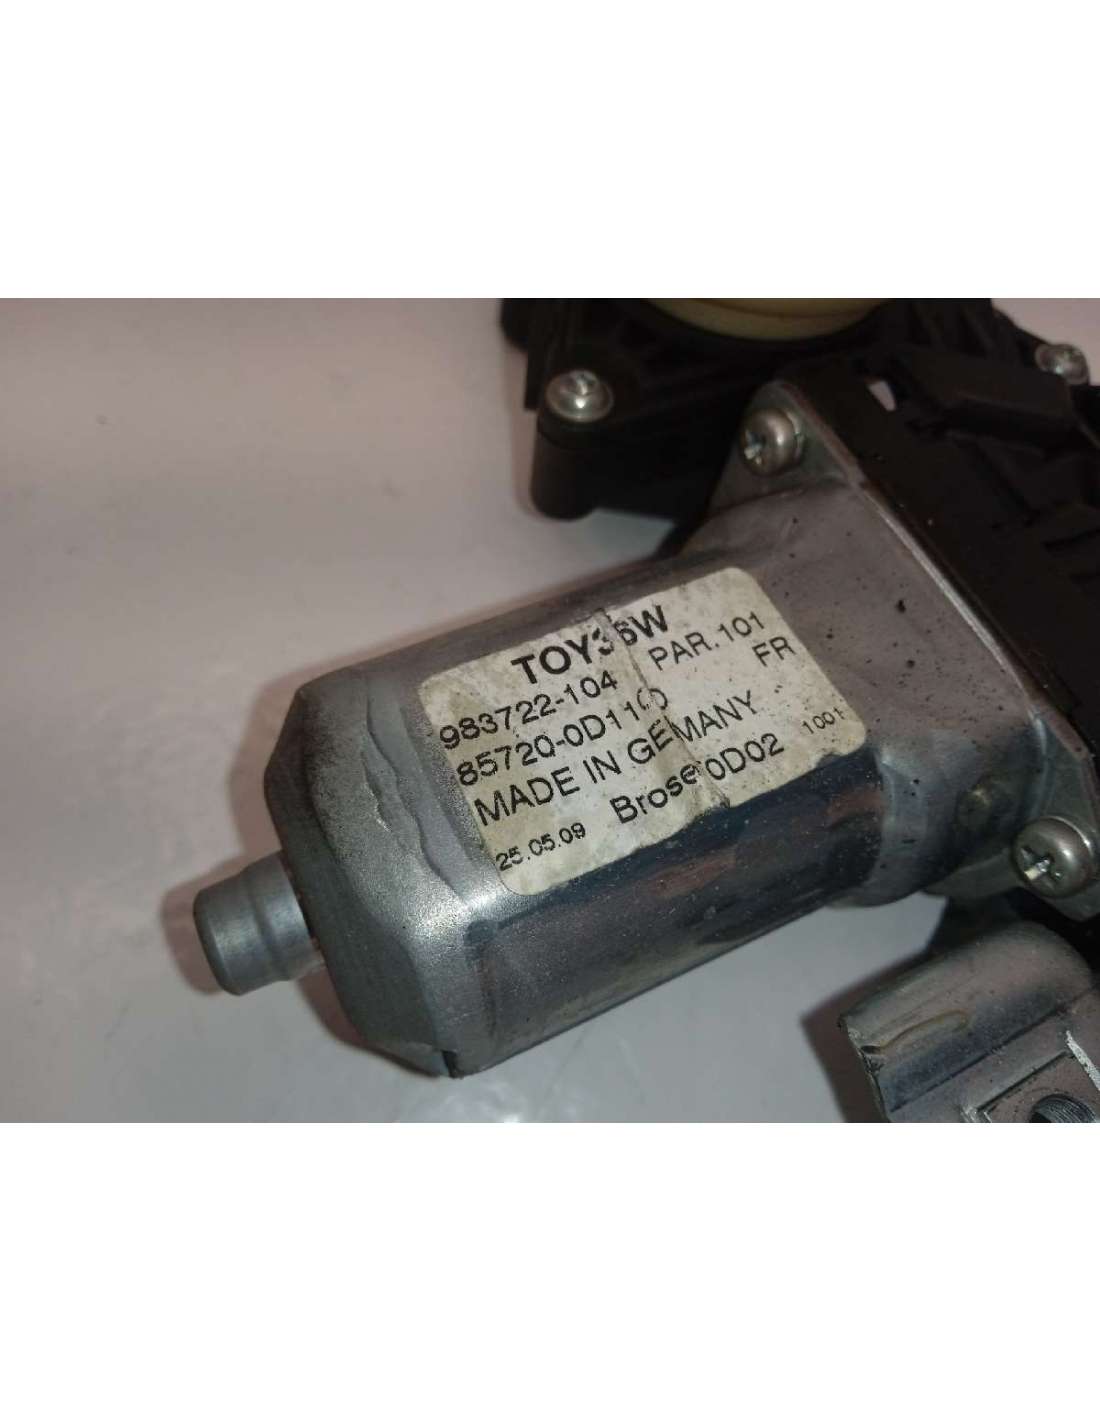 TOY36W
983722-104 PAR.101
85720-0D110 FR
MADE IN GERMANY
25.05.09 Brose 0D02 1001